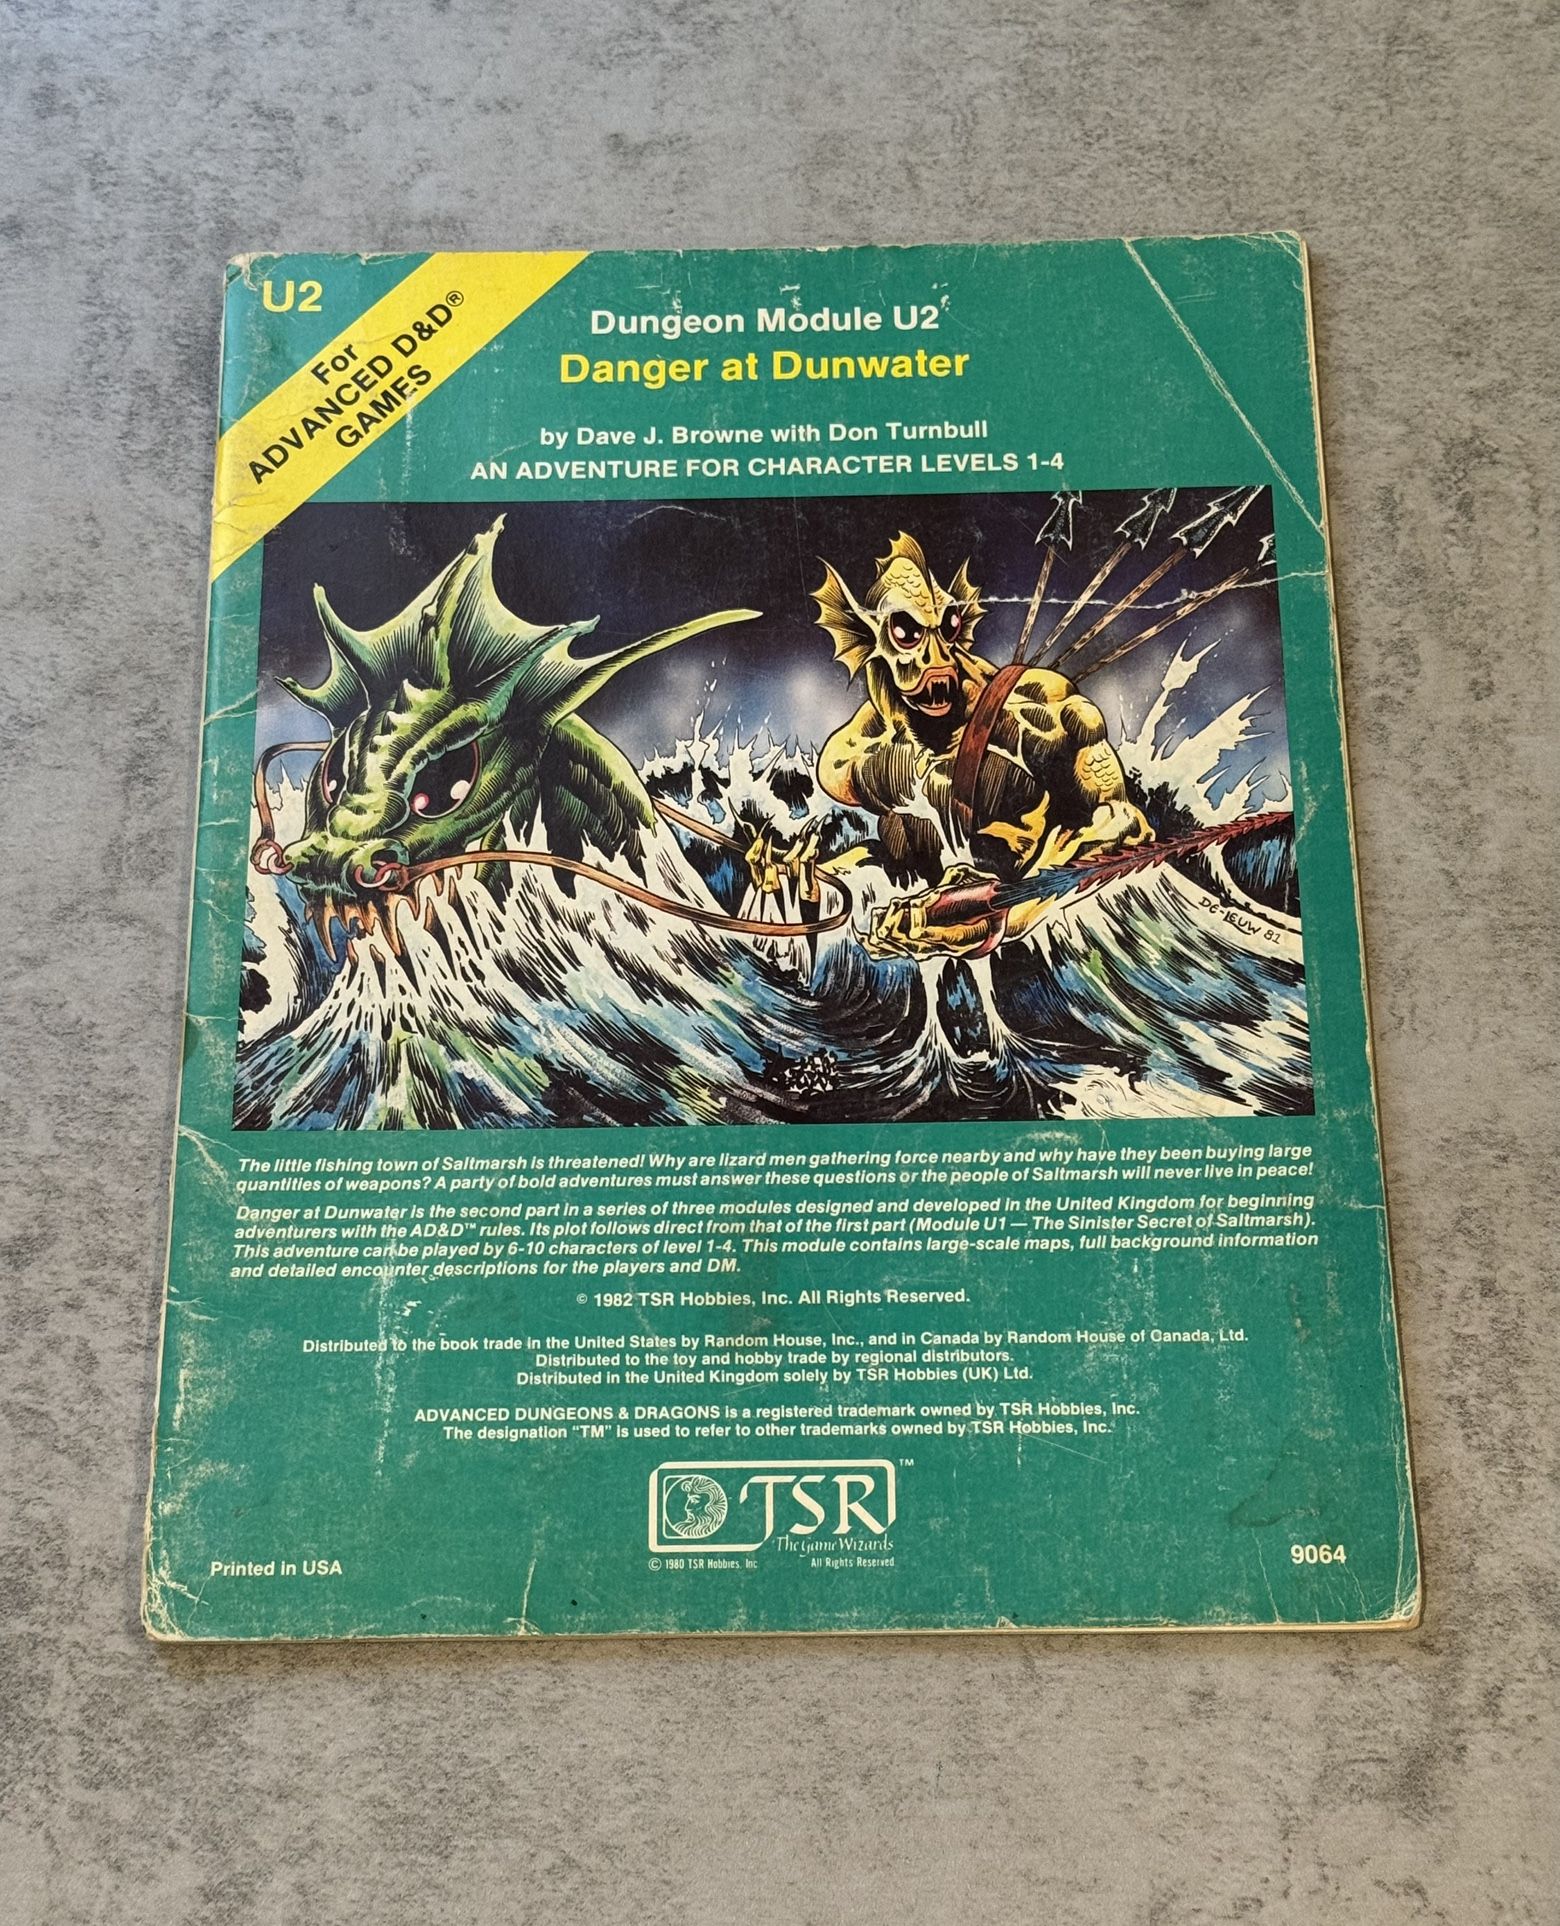 U2
For
ADVANCED D&D®
GAMES
Dungeon Module U2
Danger at Dunwater
by Dave J. Browne with Don Turnbull
AN ADVENTURE FOR CHARACTER LEVELS 1-4
DE-LEUW 82
The little fishing town of Saltmarsh is threatened! Why are lizard men gathering force nearby and why have they been buying large
quantities of weapons? A party of bold adventures must answer these questions or the people of Saltmarsh will never live in peace!
Danger at Dunwater is the second part in a series of three modules designed and developed in the United Kingdom for beginning
adventurers with the AD&D™ rules. Its plot follows direct from that of the first part (Module U1 — The Sinister Secret of Saltmarsh).
This adventure can be played by 6-10 characters of level 1-4. This module contains large-scale maps, full background information
and detailed encounter descriptions for the players and DM.
© 1982 TSR Hobbies, Inc. All Rights Reserved.
Distributed to the book trade in the United States by Random House, Inc., and in Canada by Random House of Canada, Ltd.
Distributed to the toy and hobby trade by regional distributors.
Distributed in the United Kingdom solely by TSR Hobbies (UK) Ltd.
ADVANCED DUNGEONS & DRAGONS is a registered trademark owned by TSR Hobbies, Inc.
The designation “TM” is used to refer to other trademarks owned by TSR Hobbies, Inc.
TSR™
The Game Wizards
© 1980 TSR Hobbies, Inc All Rights Reserved
Printed in USA
9064